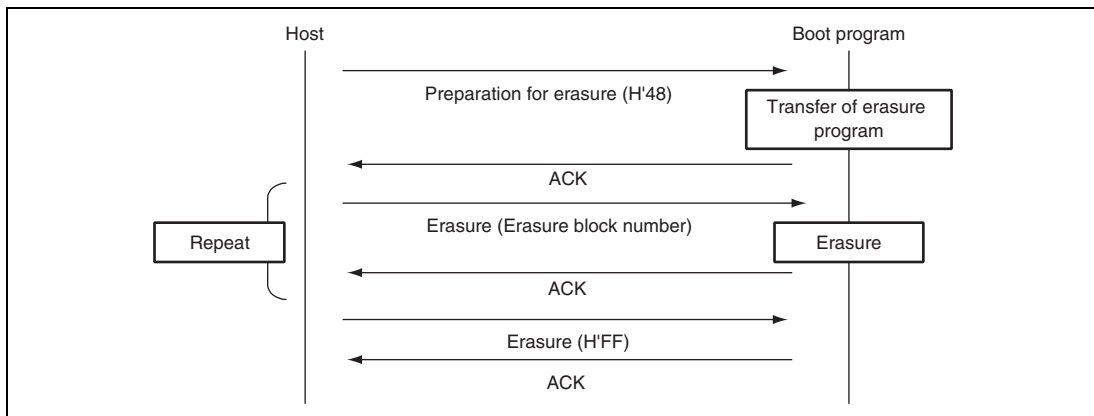 Host
Boot program
Preparation for erasure (H'48)
Transfer of erasure
program
ACK
Erasure (Erasure block number)
Repeat
Erasure
ACK
Erasure (H'FF)
ACK